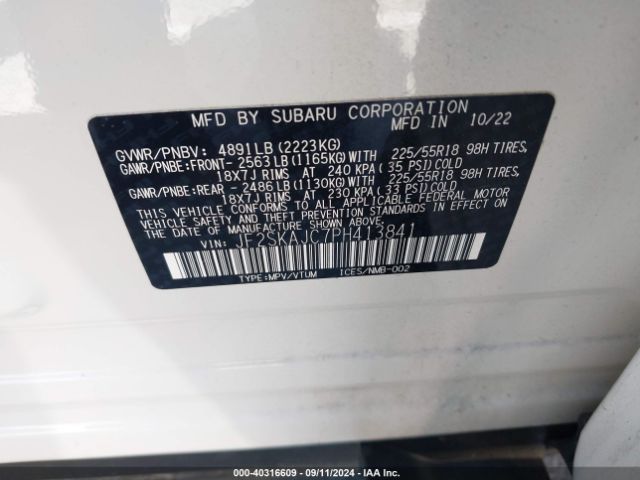 MFD BY SUBARU CORPORATION
MFD IN 10/22
GVWR/PNBV: 4891LB (2223KG)
GAWR/PNBE: FRONT- 2563LB (1165KG) WITH 225/55R18 98H TIRES,
18X7J RIMS AT 240 KPA (35 PSI) COLD
GAWR/PNBE: REAR - 2486LB (1130KG) WITH 225/55R18 98H TIRES,
18X7J RIMS AT 230 KPA (33 PSI) COLD
THIS VEHICLE CONFORMS TO ALL APPLICABLE FEDERAL MOTOR
VEHICLE SAFETY AND THEFT PREVENTION STANDARDS IN EFFECT
ON THE DATE OF MANUFACTURE SHOWN ABOVE.
VIN: JF2SKAJC7PH413841
TYPE:MPV/VTUM ICES/NMB-002
000-40316609 - 09/11/2024 - IAA Inc.